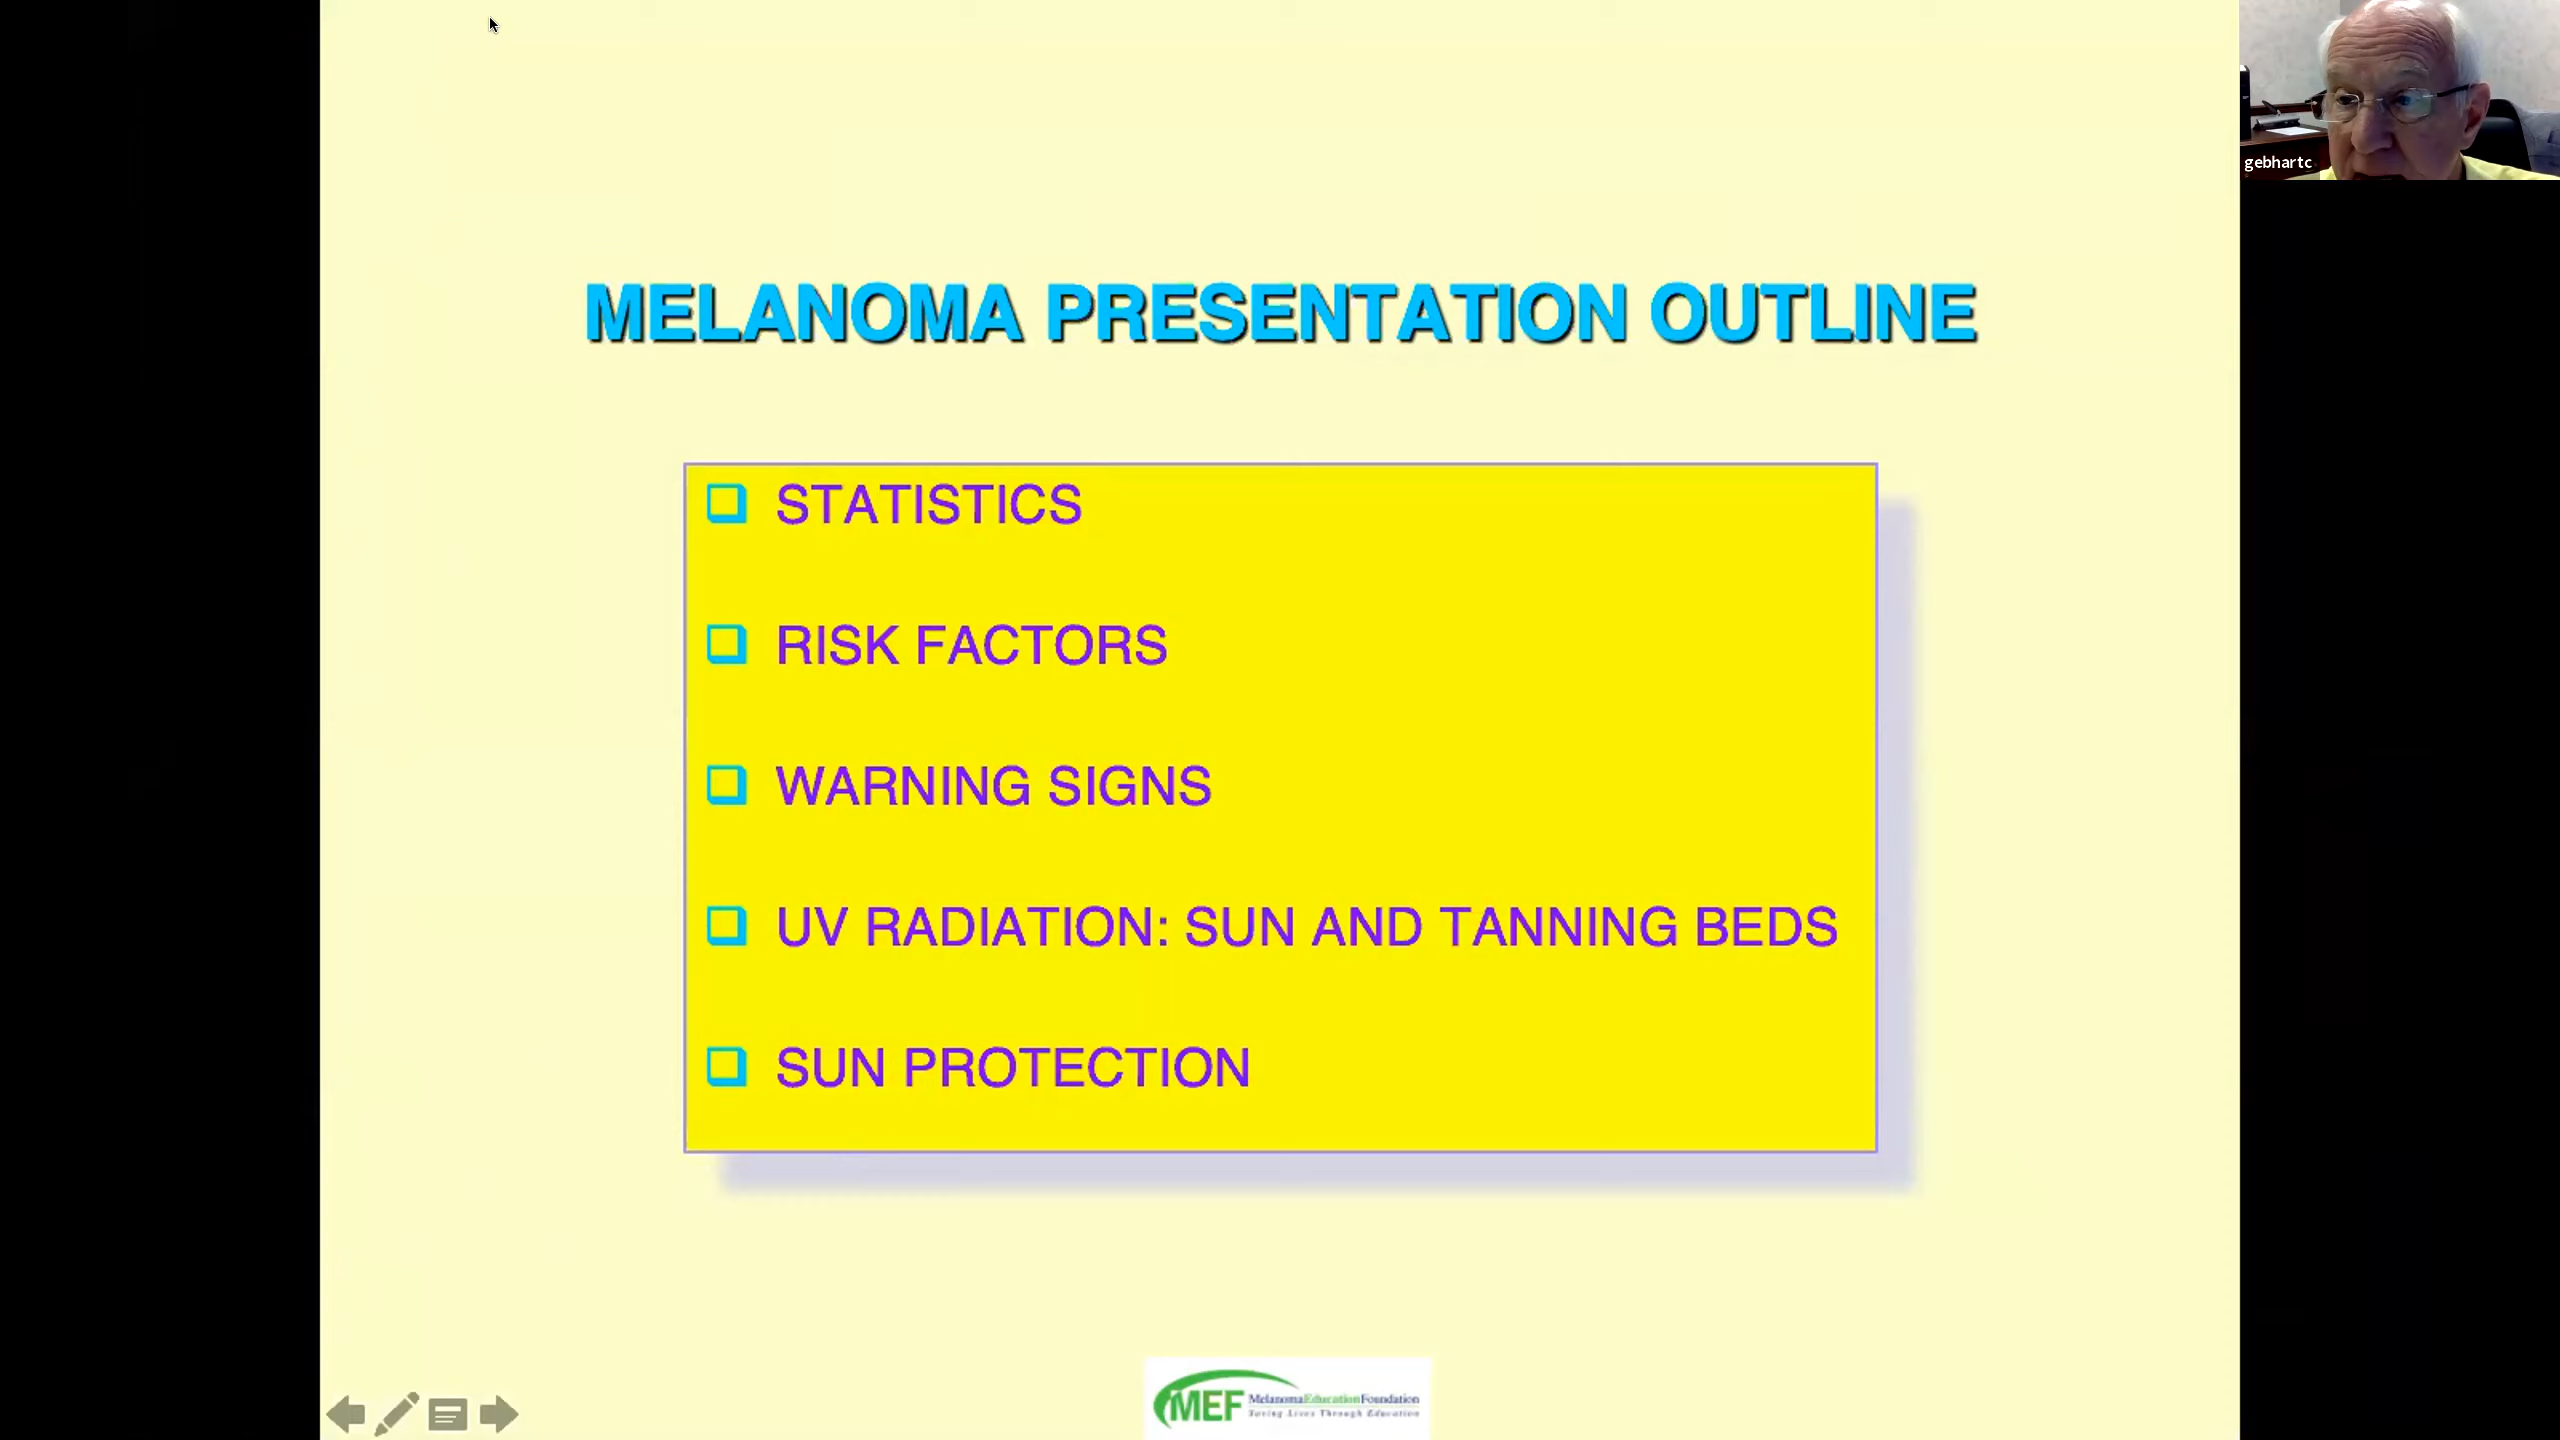 gebhartc
MELANOMA PRESENTATION OUTLINE
STATISTICS
RISK FACTORS
WARNING SIGNS
UV RADIATION: SUN AND TANNING BEDS
SUN PROTECTION
MEF MelanomaEducationFoundation
Saving Lives Through Education